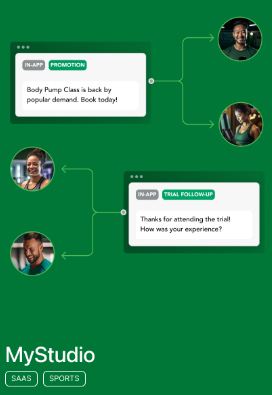 IN-APP PROMOTION
Body Pump Class is back by
popular demand. Book today!
IN-APP TRIAL FOLLOW-UP
Thanks for attending the trial!
How was your experience?
MyStudio
SAAS SPORTS